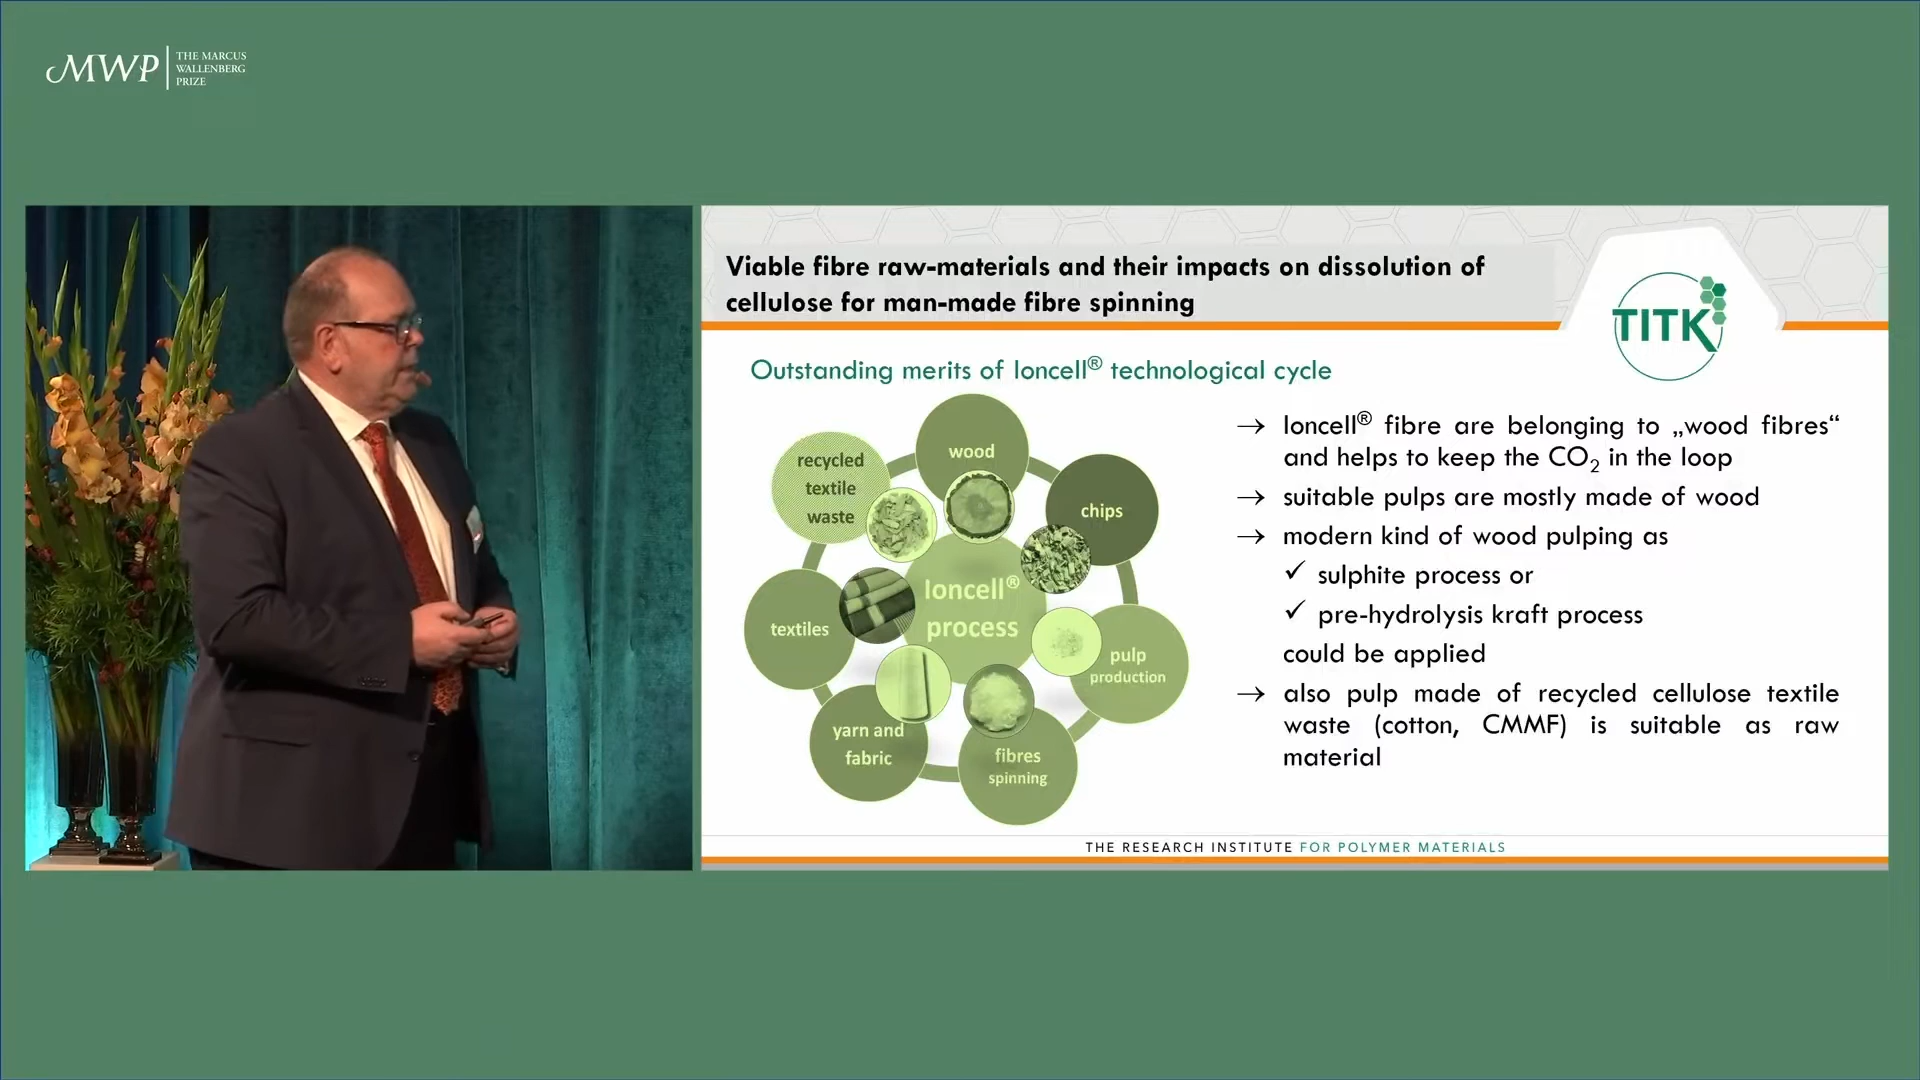 MWP
THE MARCUS
WALLENBERG
PRIZE
Viable fibre raw-materials and their impacts on dissolution of
cellulose for man-made fibre spinning
TITK
Outstanding merits of Ioncell® technological cycle
wood
recycled
textile
waste
chips
Ioncell®
process
textiles
pulp
production
yarn and
fabric
fibres
spinning
→ Ioncell® fibre are belonging to „wood fibres“
and helps to keep the CO₂ in the loop
→ suitable pulps are mostly made of wood
→ modern kind of wood pulping as
✓ sulphite process or
✓ pre-hydrolysis kraft process
could be applied
→ also pulp made of recycled cellulose textile
waste (cotton, CMMF) is suitable as raw
material
THE RESEARCH INSTITUTE FOR POLYMER MATERIALS